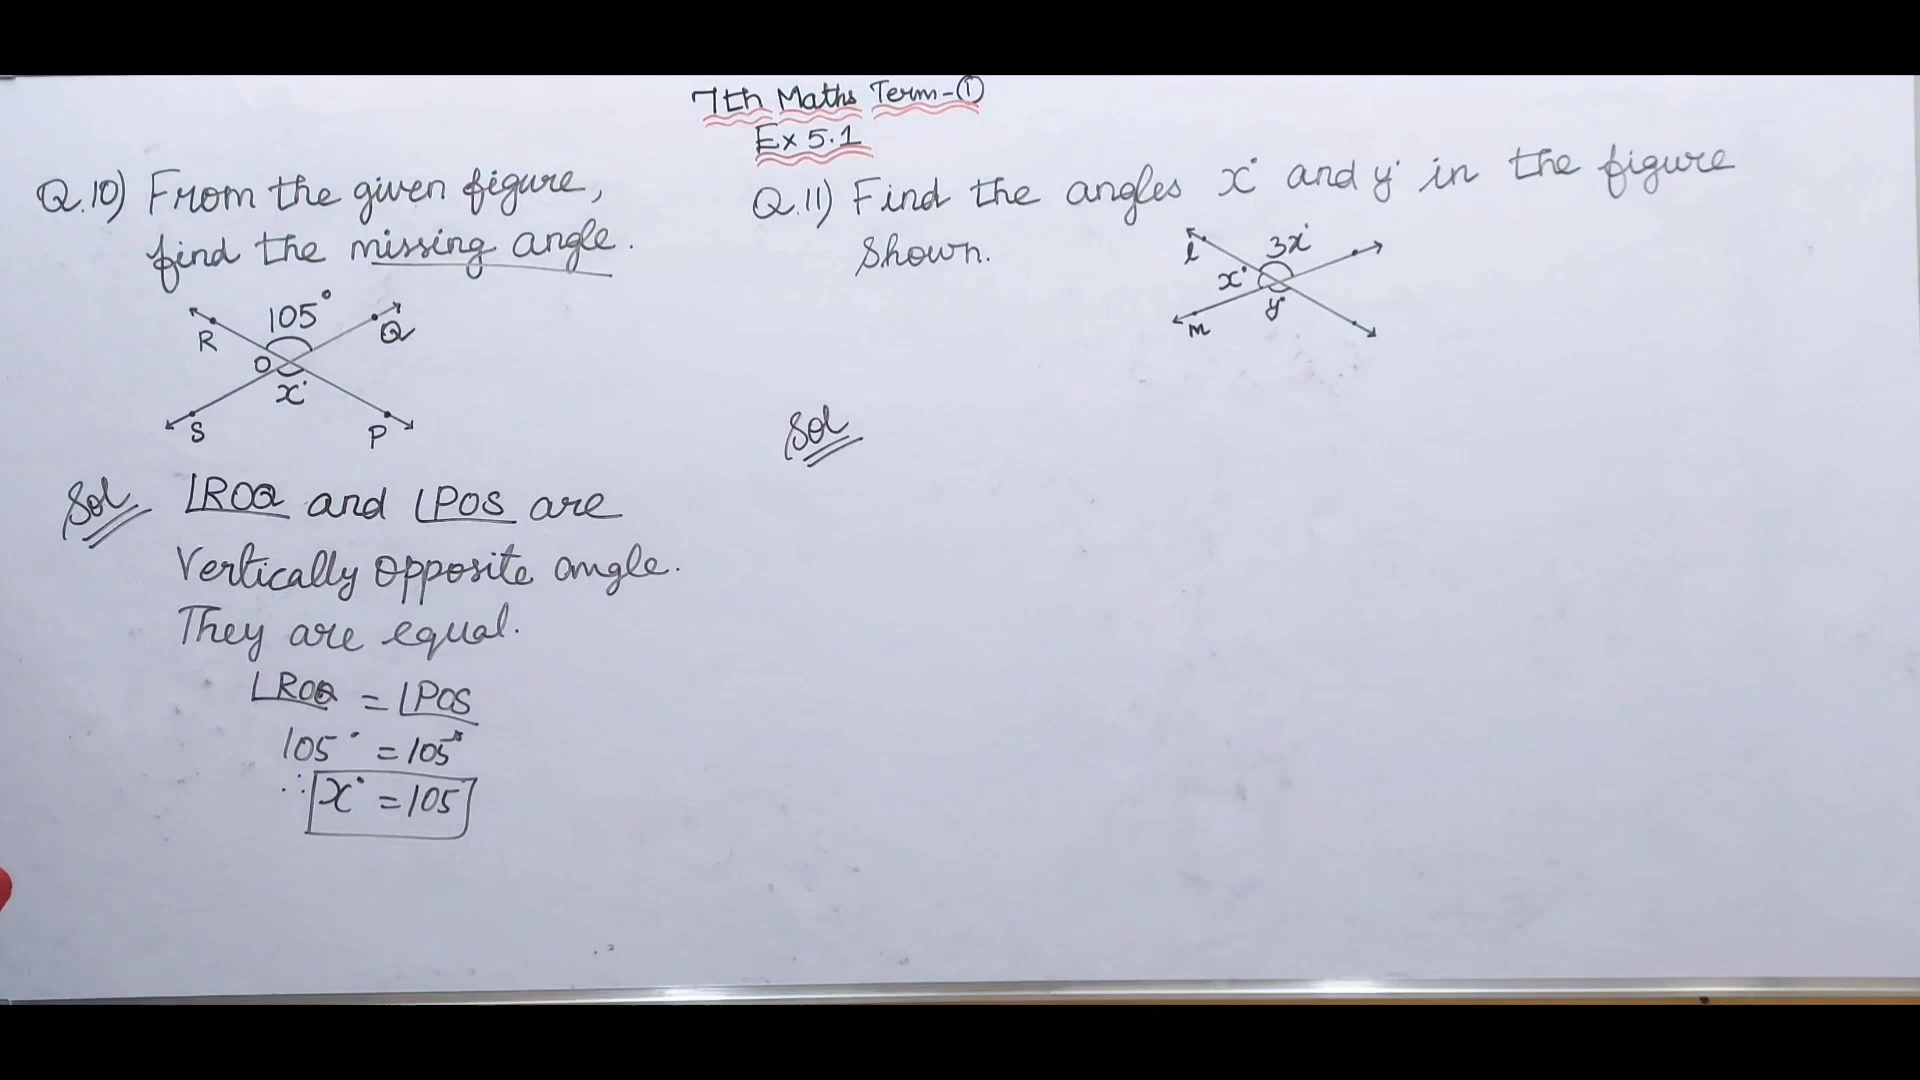 7th Maths Term-①
Ex 5.1
Q.10) From the given figure,
find the missing angle.
105°
R
Q
O
x°
S
P
Sol
∠ROQ and ∠POS are
Vertically opposite angle.
They are equal.
∠ROQ = ∠POS
105° = 105°
∴ x° = 105
Q.11) Find the angles x° and y° in the figure
shown.
l
3x°
x°
y°
m
Sol